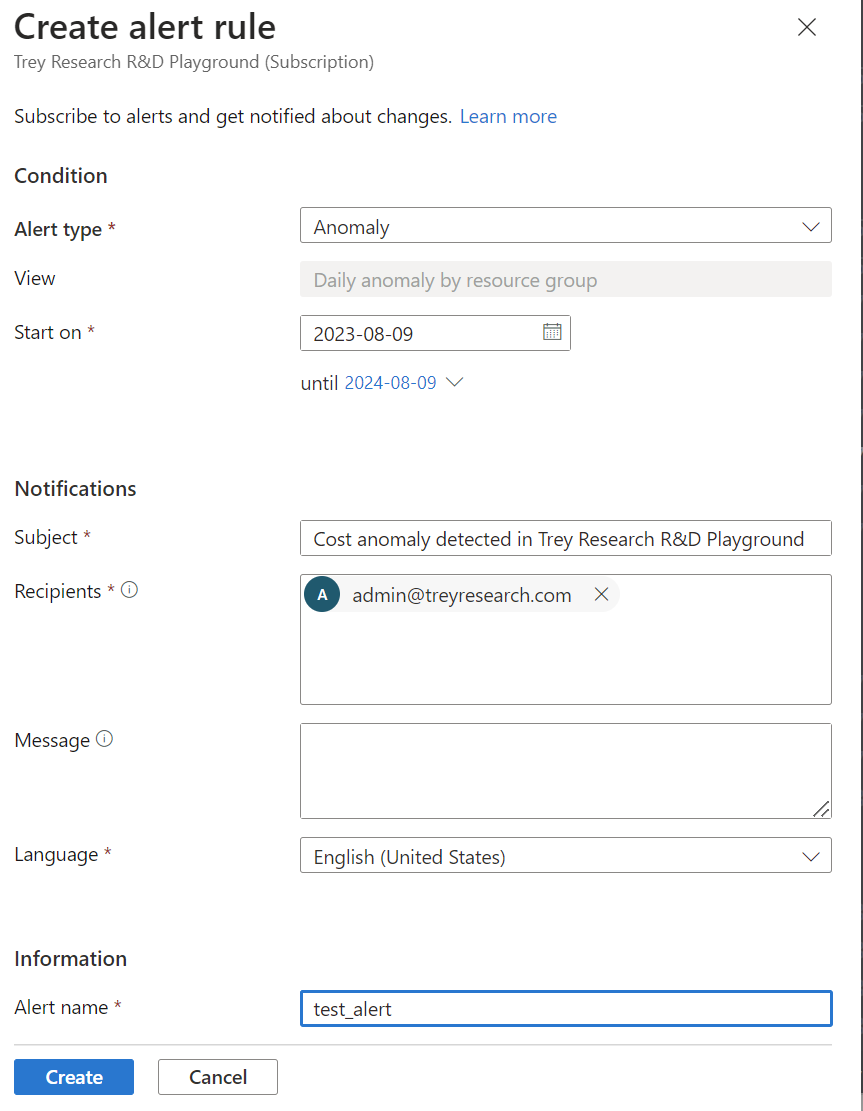 Create alert rule
Trey Research R&D Playground (Subscription)
Subscribe to alerts and get notified about changes. Learn more
Condition
Alert type *
Anomaly
View
Daily anomaly by resource group
Start on *
2023-08-09
until 2024-08-09
Notifications
Subject *
Cost anomaly detected in Trey Research R&D Playground
Recipients *
A admin@treyresearch.com
Message
Language *
English (United States)
Information
Alert name *
test_alert
Create
Cancel